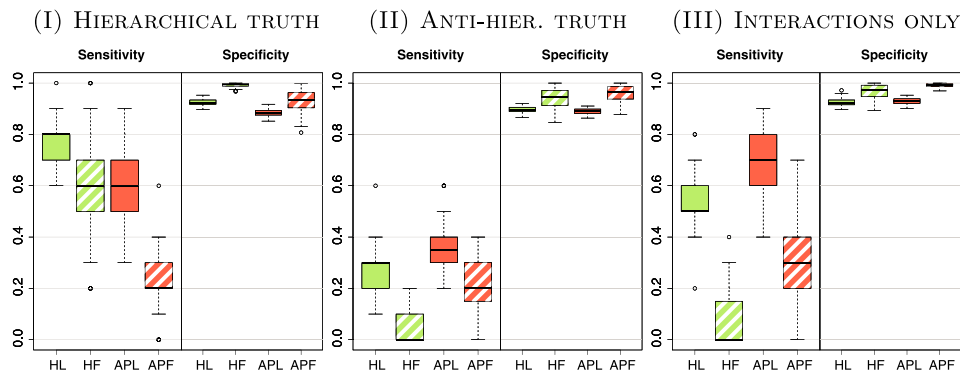 (I) HIERARCHICAL TRUTH
(II) ANTI-HIER. TRUTH
(III) INTERACTIONS ONLY
Sensitivity Specificity
Sensitivity Specificity
Sensitivity Specificity
1.0
0.8
0.6
0.4
0.2
0.0
HL HF APL APF HL HF APL APF
1.0
0.8
0.6
0.4
0.2
0.0
HL HF APL APF HL HF APL APF
1.0
0.8
0.6
0.4
0.2
0.0
HL HF APL APF HL HF APL APF